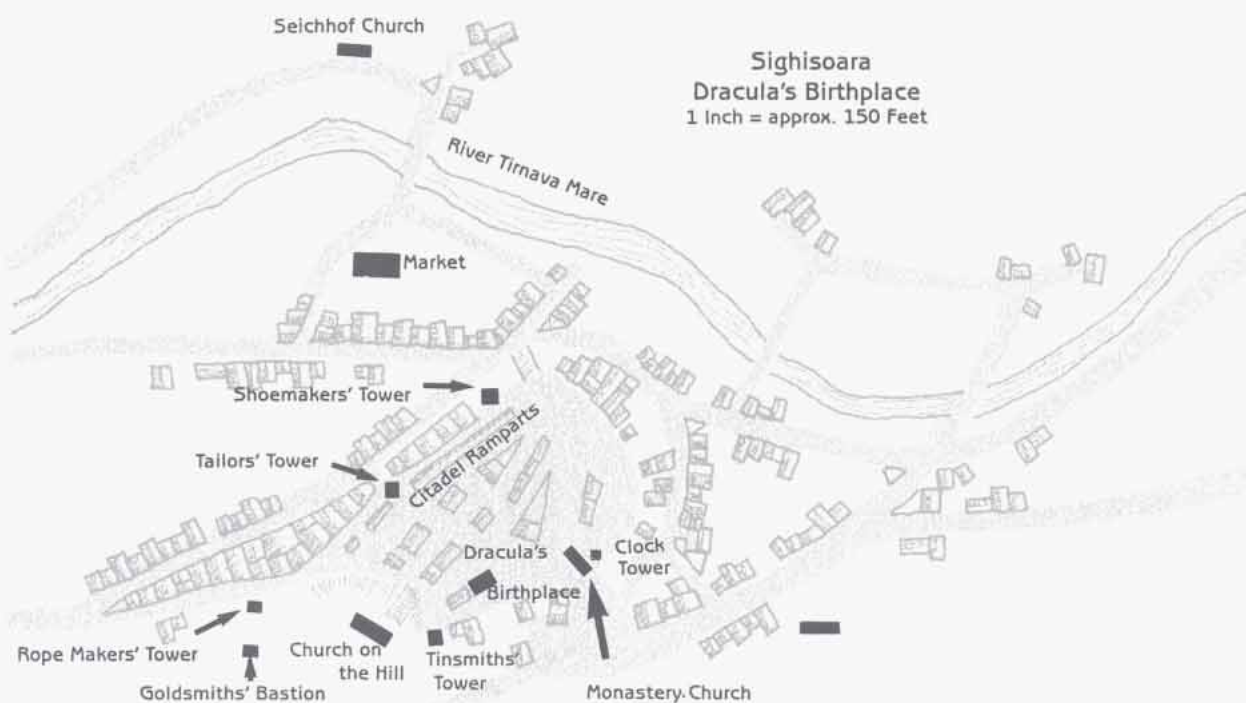 Seichhof Church
Sighisoara
Dracula's Birthplace
1 Inch = approx. 150 Feet
River Tirnava Mare
Market
Shoemakers' Tower
Citadel Ramparts
Tailors' Tower
Dracula's
Birthplace
Clock
Tower
Rope Makers' Tower
Goldsmiths' Bastion
Church on
the Hill
Tinsmiths'
Tower
Monastery Church